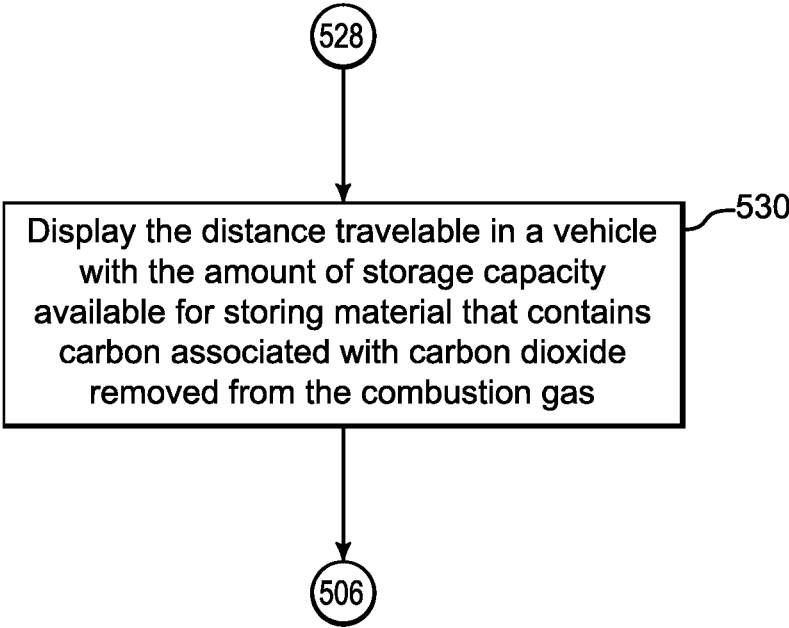 528
530
Display the distance travelable in a vehicle
with the amount of storage capacity
available for storing material that contains
carbon associated with carbon dioxide
removed from the combustion gas
506